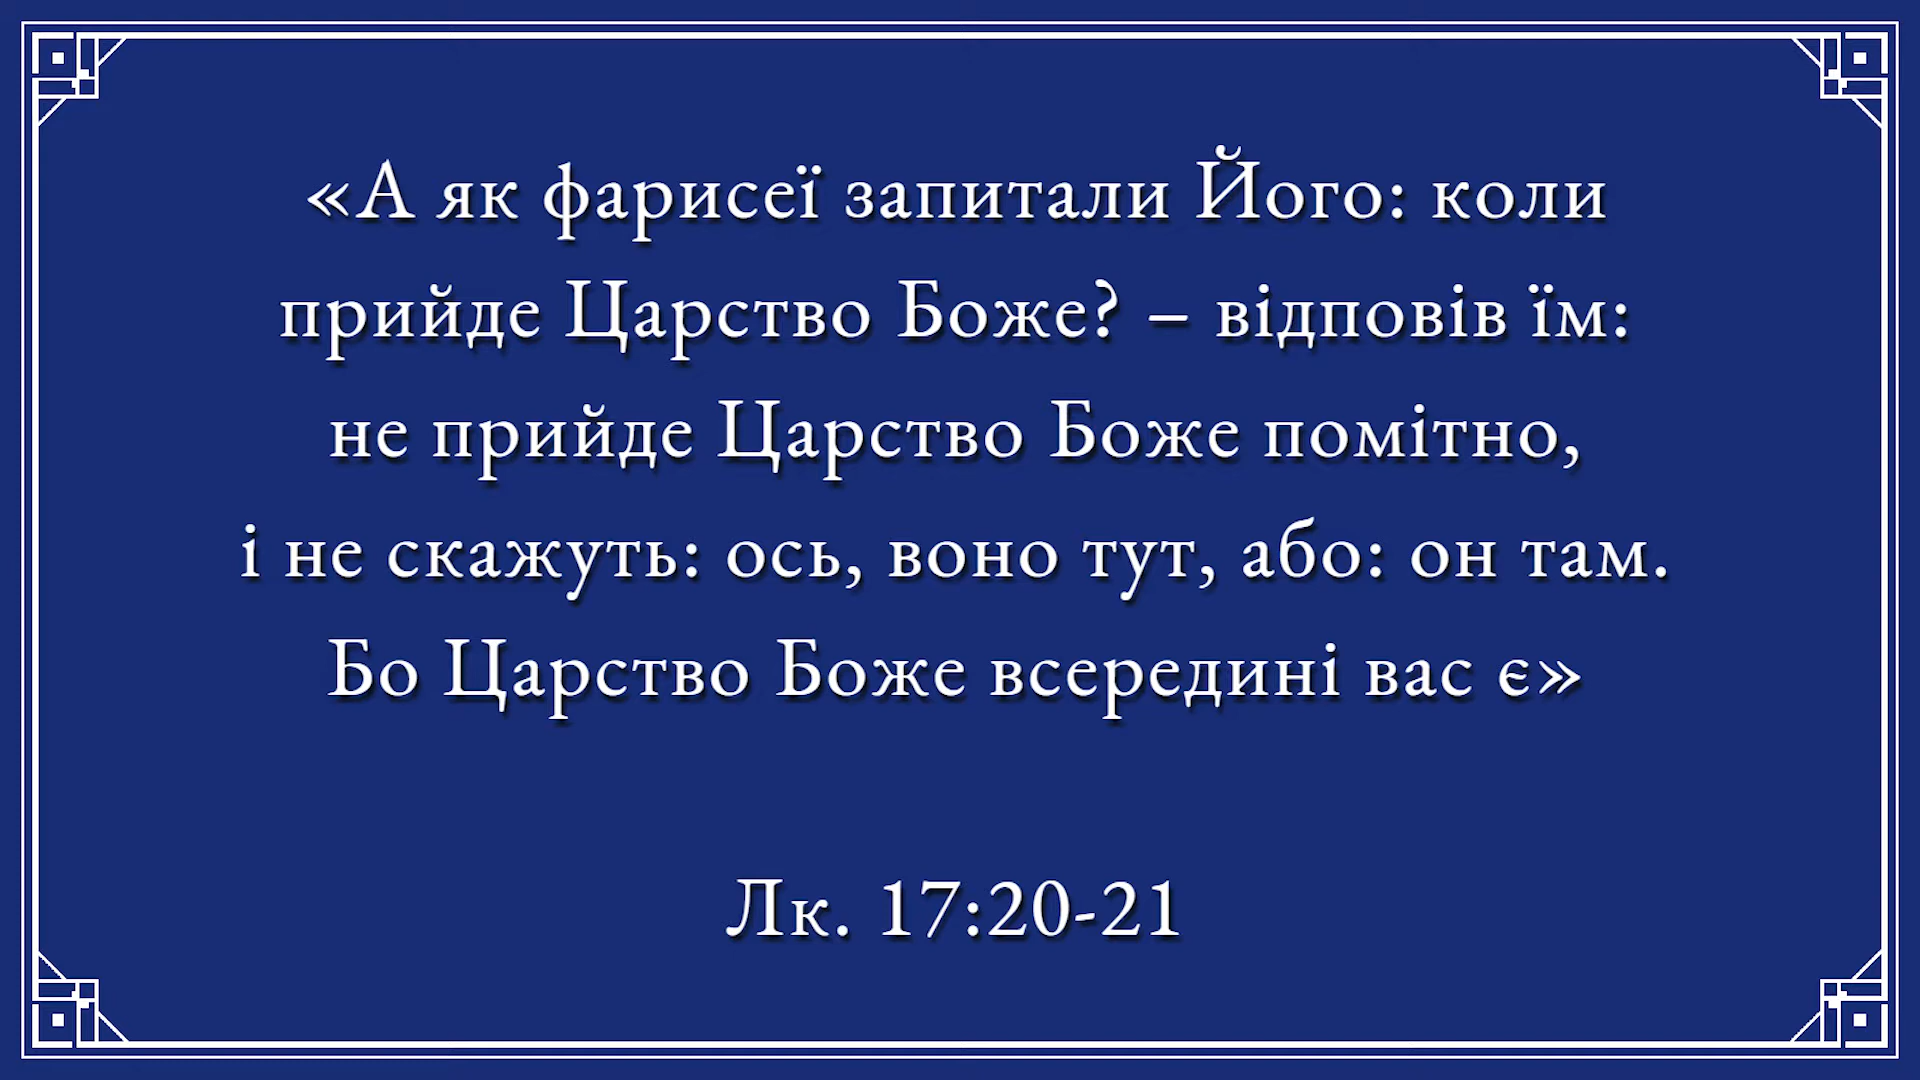 «А як фарисеї запитали Його: коли
прийде Царство Боже? – відповів їм:
не прийде Царство Боже помітно,
і не скажуть: ось, воно тут, або: он там.
Бо Царство Боже всередині вас є»
Лк. 17:20-21